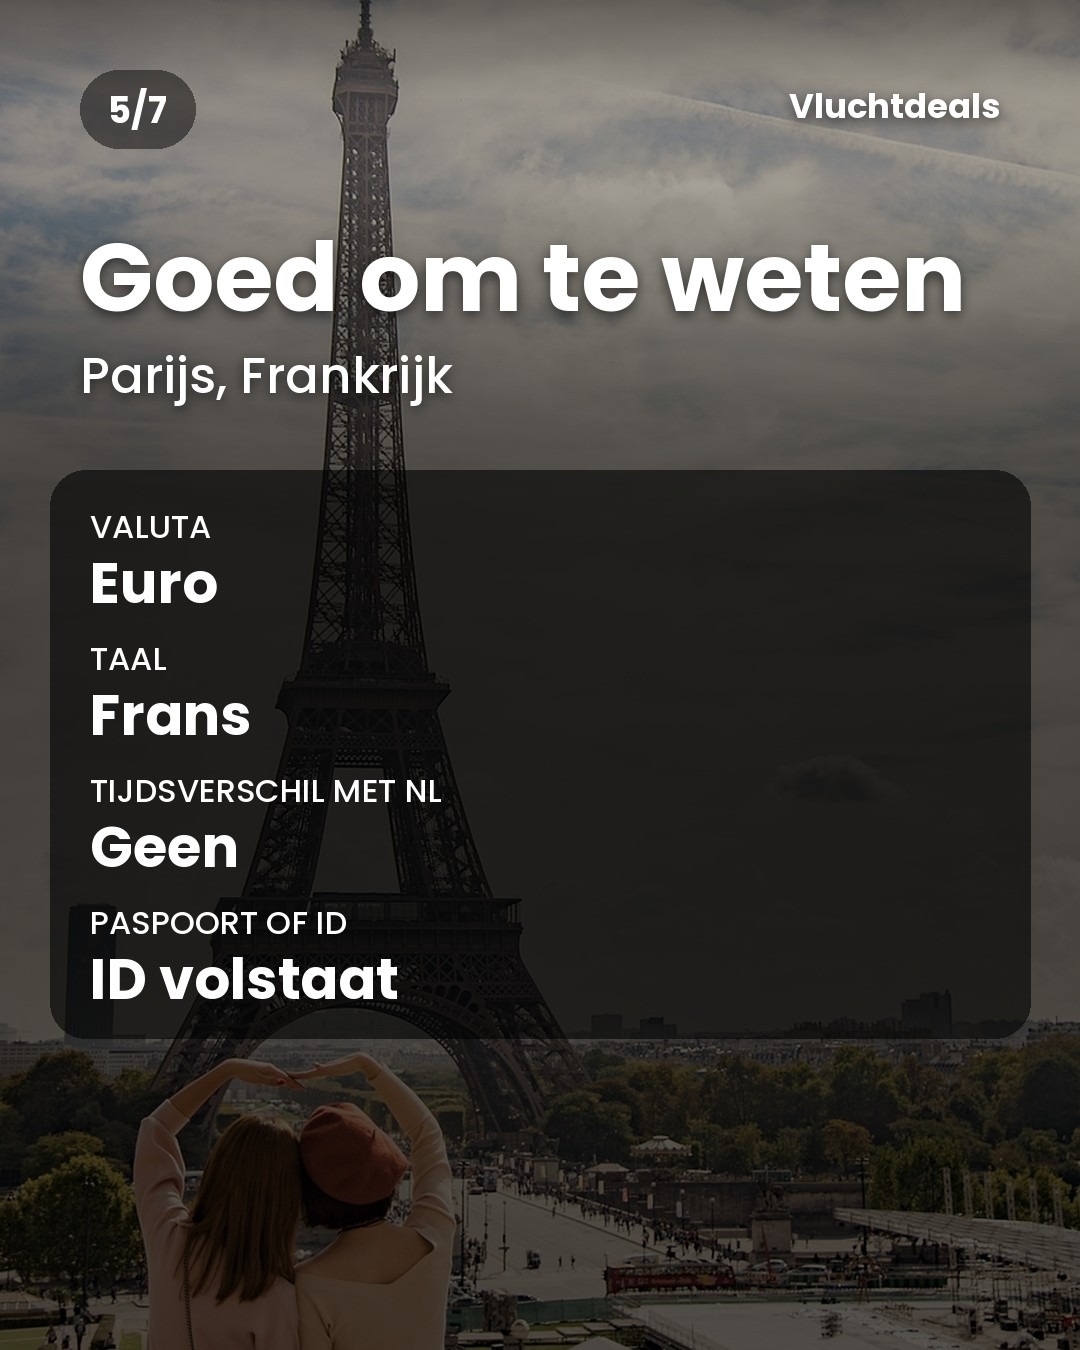 5/7
Vluchtdeals
Goed om te weten
Parijs, Frankrijk
VALUTA
Euro
TAAL
Frans
TIJDSVERSCHIL MET NL
Geen
PASPOORT OF ID
ID volstaat